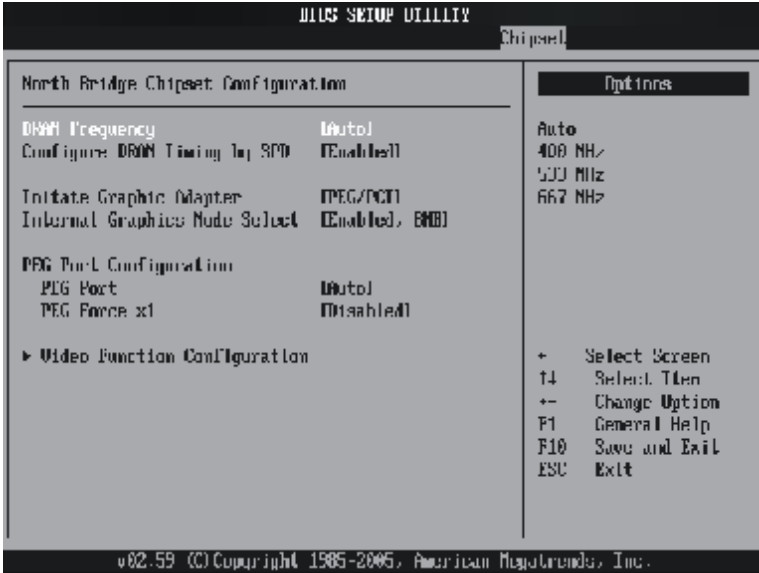 BIOS SETUP UTILITY
Chipset
North Bridge Chipset Configuration
Options
DRAM Frequency [Auto]
Configure DRAM Timing by SPD [Enabled]
Initate Graphic Adapter [PEG/PCI]
Internal Graphics Mode Select [Enabled, 8MB]
PEG Port Configuration
PEG Port [Auto]
PEG Force x1 [Disabled]
► Video Function Configuration
Auto
400 MHz
533 MHz
667 MHz
← Select Screen
↑↓ Select Item
+- Change Option
F1 General Help
F10 Save and Exit
ESC Exit
v02.59 (C)Copyright 1985-2005, American Megatrends, Inc.